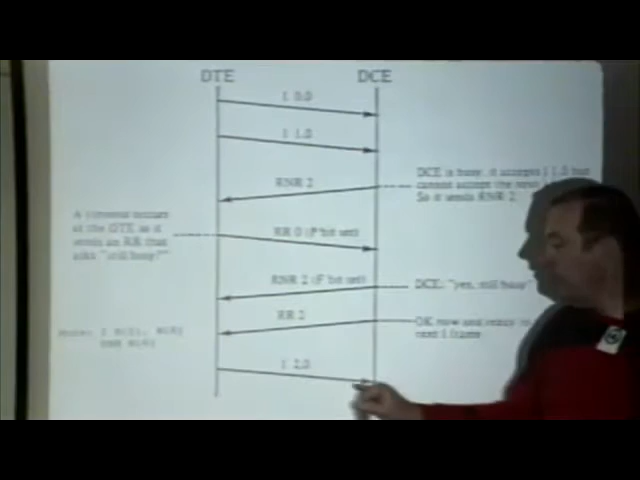 DTE DCE
I 0,0
I 1,0
DCE is busy, it accepts I 1,0 but
RNR 2
cannot accept the next
So it sends RNR 2
A timeout occurs
at the DTE so it
RR 0 (P bit set)
sends an RR that
asks "still busy?"
RNR 2 (F bit set)
DCE: "yes, still busy"
RR 2
OK now and ready to
next I frame
I 2,0